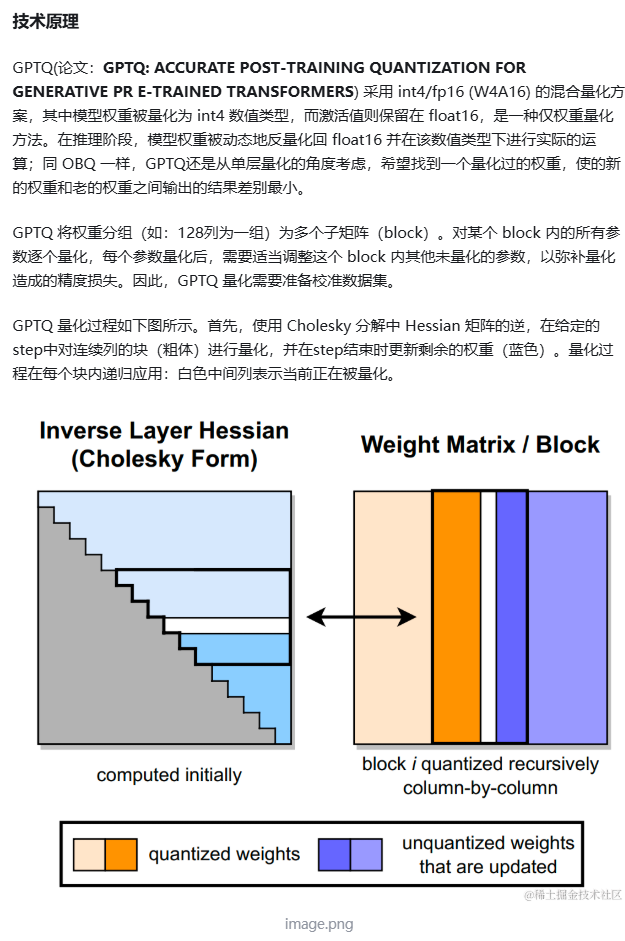 技术原理
GPTQ(论文：GPTQ: ACCURATE POST-TRAINING QUANTIZATION FOR
GENERATIVE PR E-TRAINED TRANSFORMERS) 采用 int4/fp16 (W4A16) 的混合量化方
案，其中模型权重被量化为 int4 数值类型，而激活值则保留在 float16，是一种仅权重量化
方法。在推理阶段，模型权重被动态地反量化回 float16 并在该数值类型下进行实际的运
算；同 OBQ 一样，GPTQ还是从单层量化的角度考虑，希望找到一个量化过的权重，使的新
的权重和老的权重之间输出的结果差别最小。
GPTQ 将权重分组（如：128列为一组）为多个子矩阵（block）。对某个 block 内的所有参
数逐个量化，每个参数量化后，需要适当调整这个 block 内其他未量化的参数，以弥补量化
造成的精度损失。因此，GPTQ 量化需要准备校准数据集。
GPTQ 量化过程如下图所示。首先，使用 Cholesky 分解中 Hessian 矩阵的逆，在给定的
step中对连续列的块（粗体）进行量化，并在step结束时更新剩余的权重（蓝色）。量化过
程在每个块内递归应用：白色中间列表示当前正在被量化。
Inverse Layer Hessian
(Cholesky Form)
Weight Matrix / Block
computed initially
block i quantized recursively
column-by-column
quantized weights
unquantized weights
that are updated
@稀土掘金技术社区
image.png